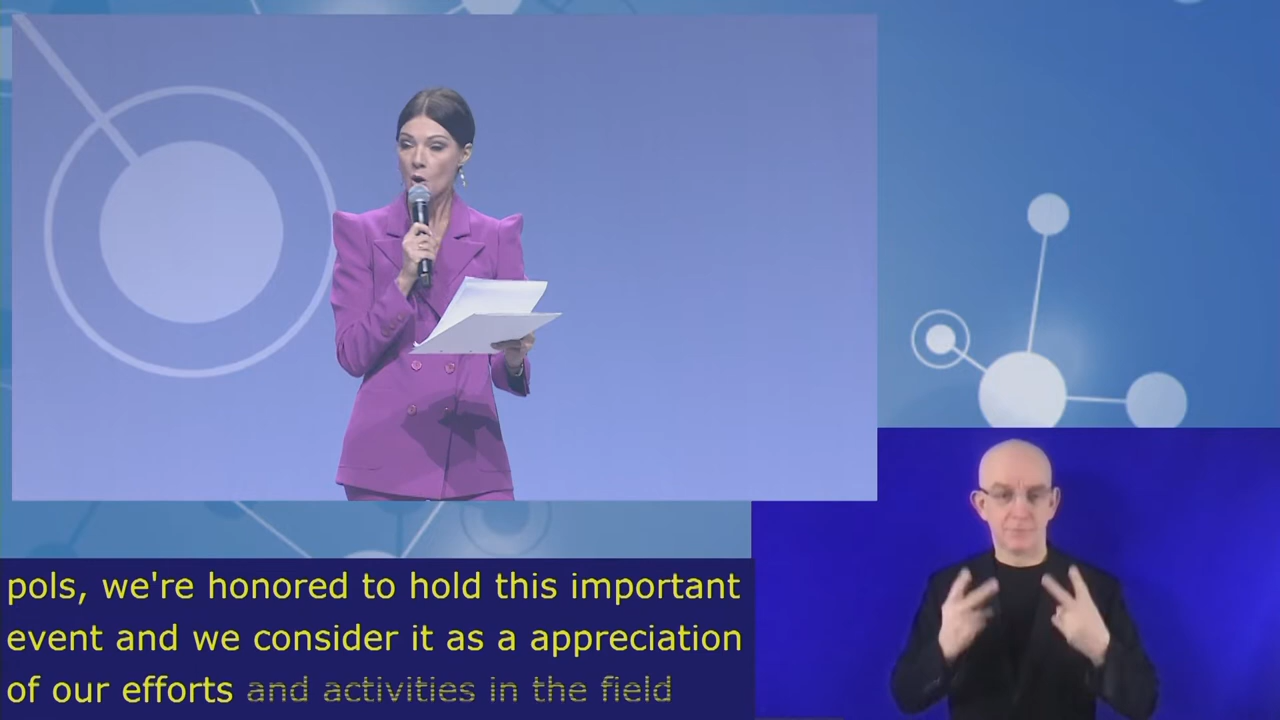 pols, we're honored to hold this important
event and we consider it as a appreciation
of our efforts and activities in the field